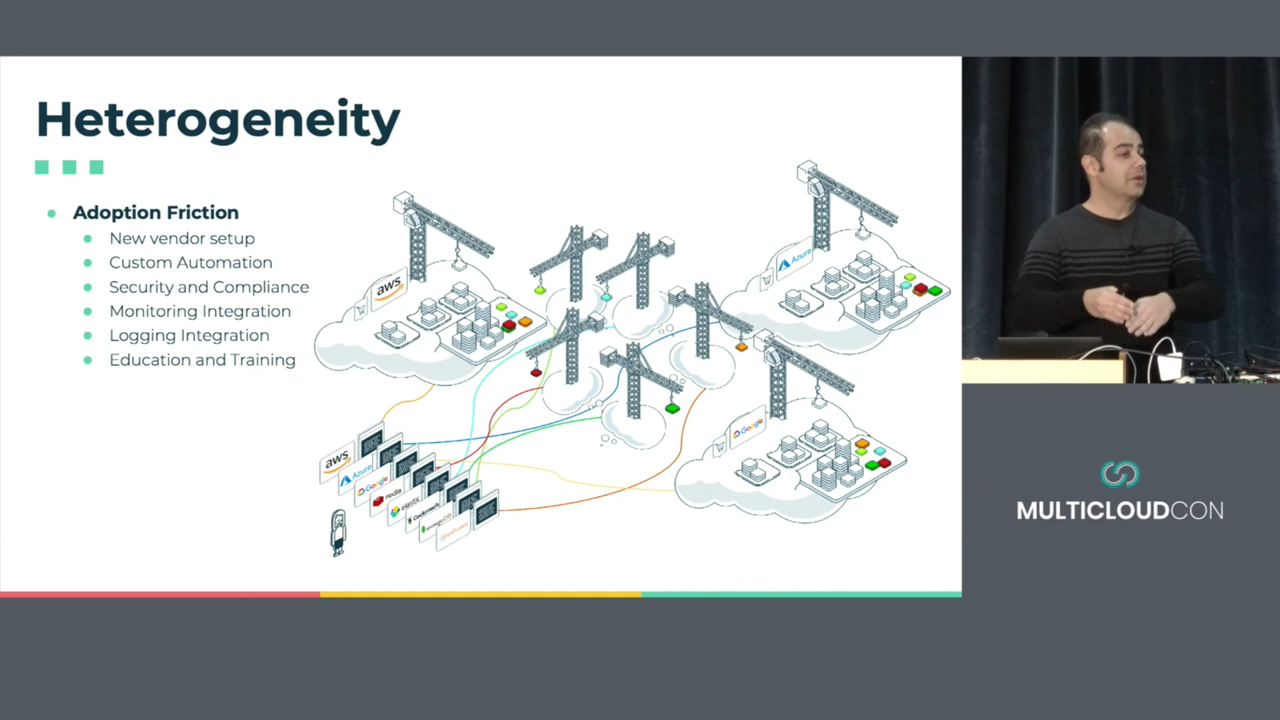 Heterogeneity
Adoption Friction
New vendor setup
Custom Automation
Security and Compliance
Monitoring Integration
Logging Integration
Education and Training
aws
Azure
Google
aws
Azure
Google
redis
elastic
MULTICLOUDCON